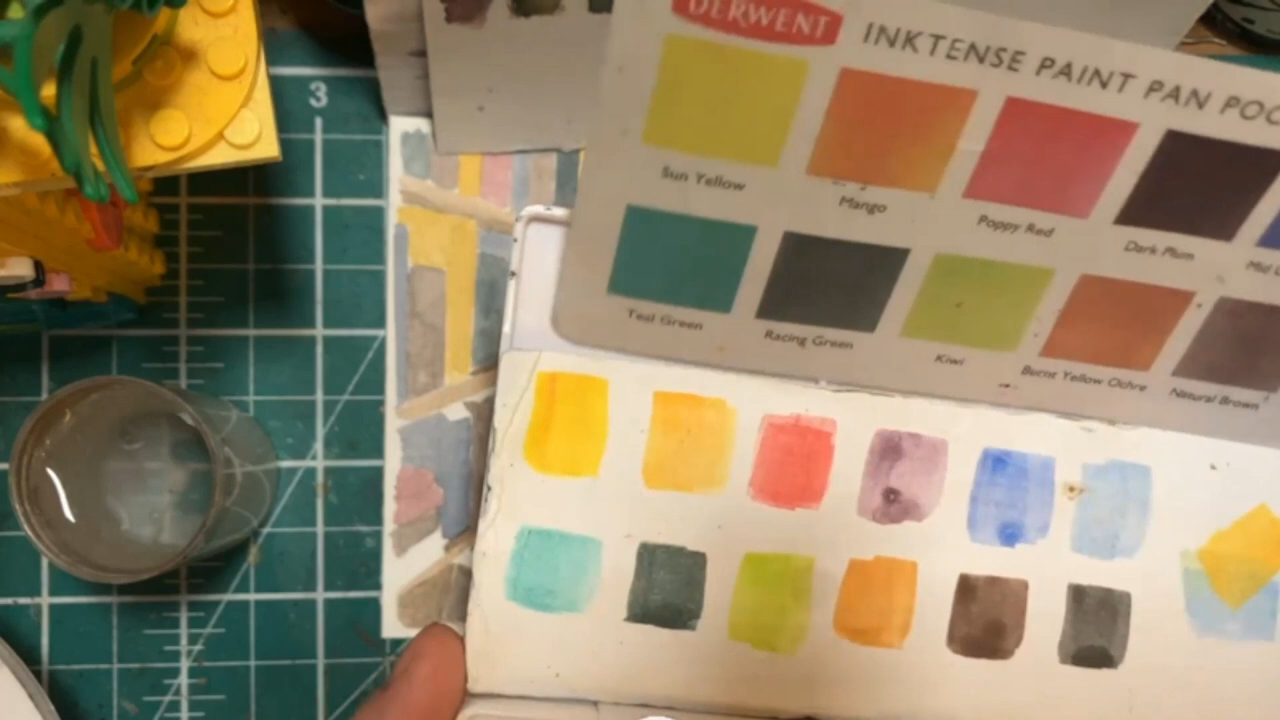 3
DERWENT
INKTENSE PAINT PAN POC
Sun Yellow
Mango
Poppy Red
Dark Plum
Mid
Teal Green
Racing Green
Kiwi
Burnt Yellow Ochre
Natural Brown